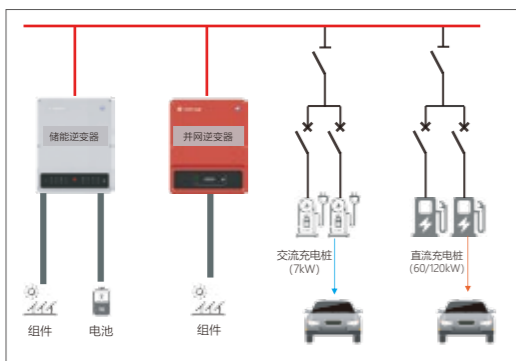 储能逆变器
并网逆变器
交流充电桩
(7kW)
直流充电桩
(60/120kW)
组件
电池
组件